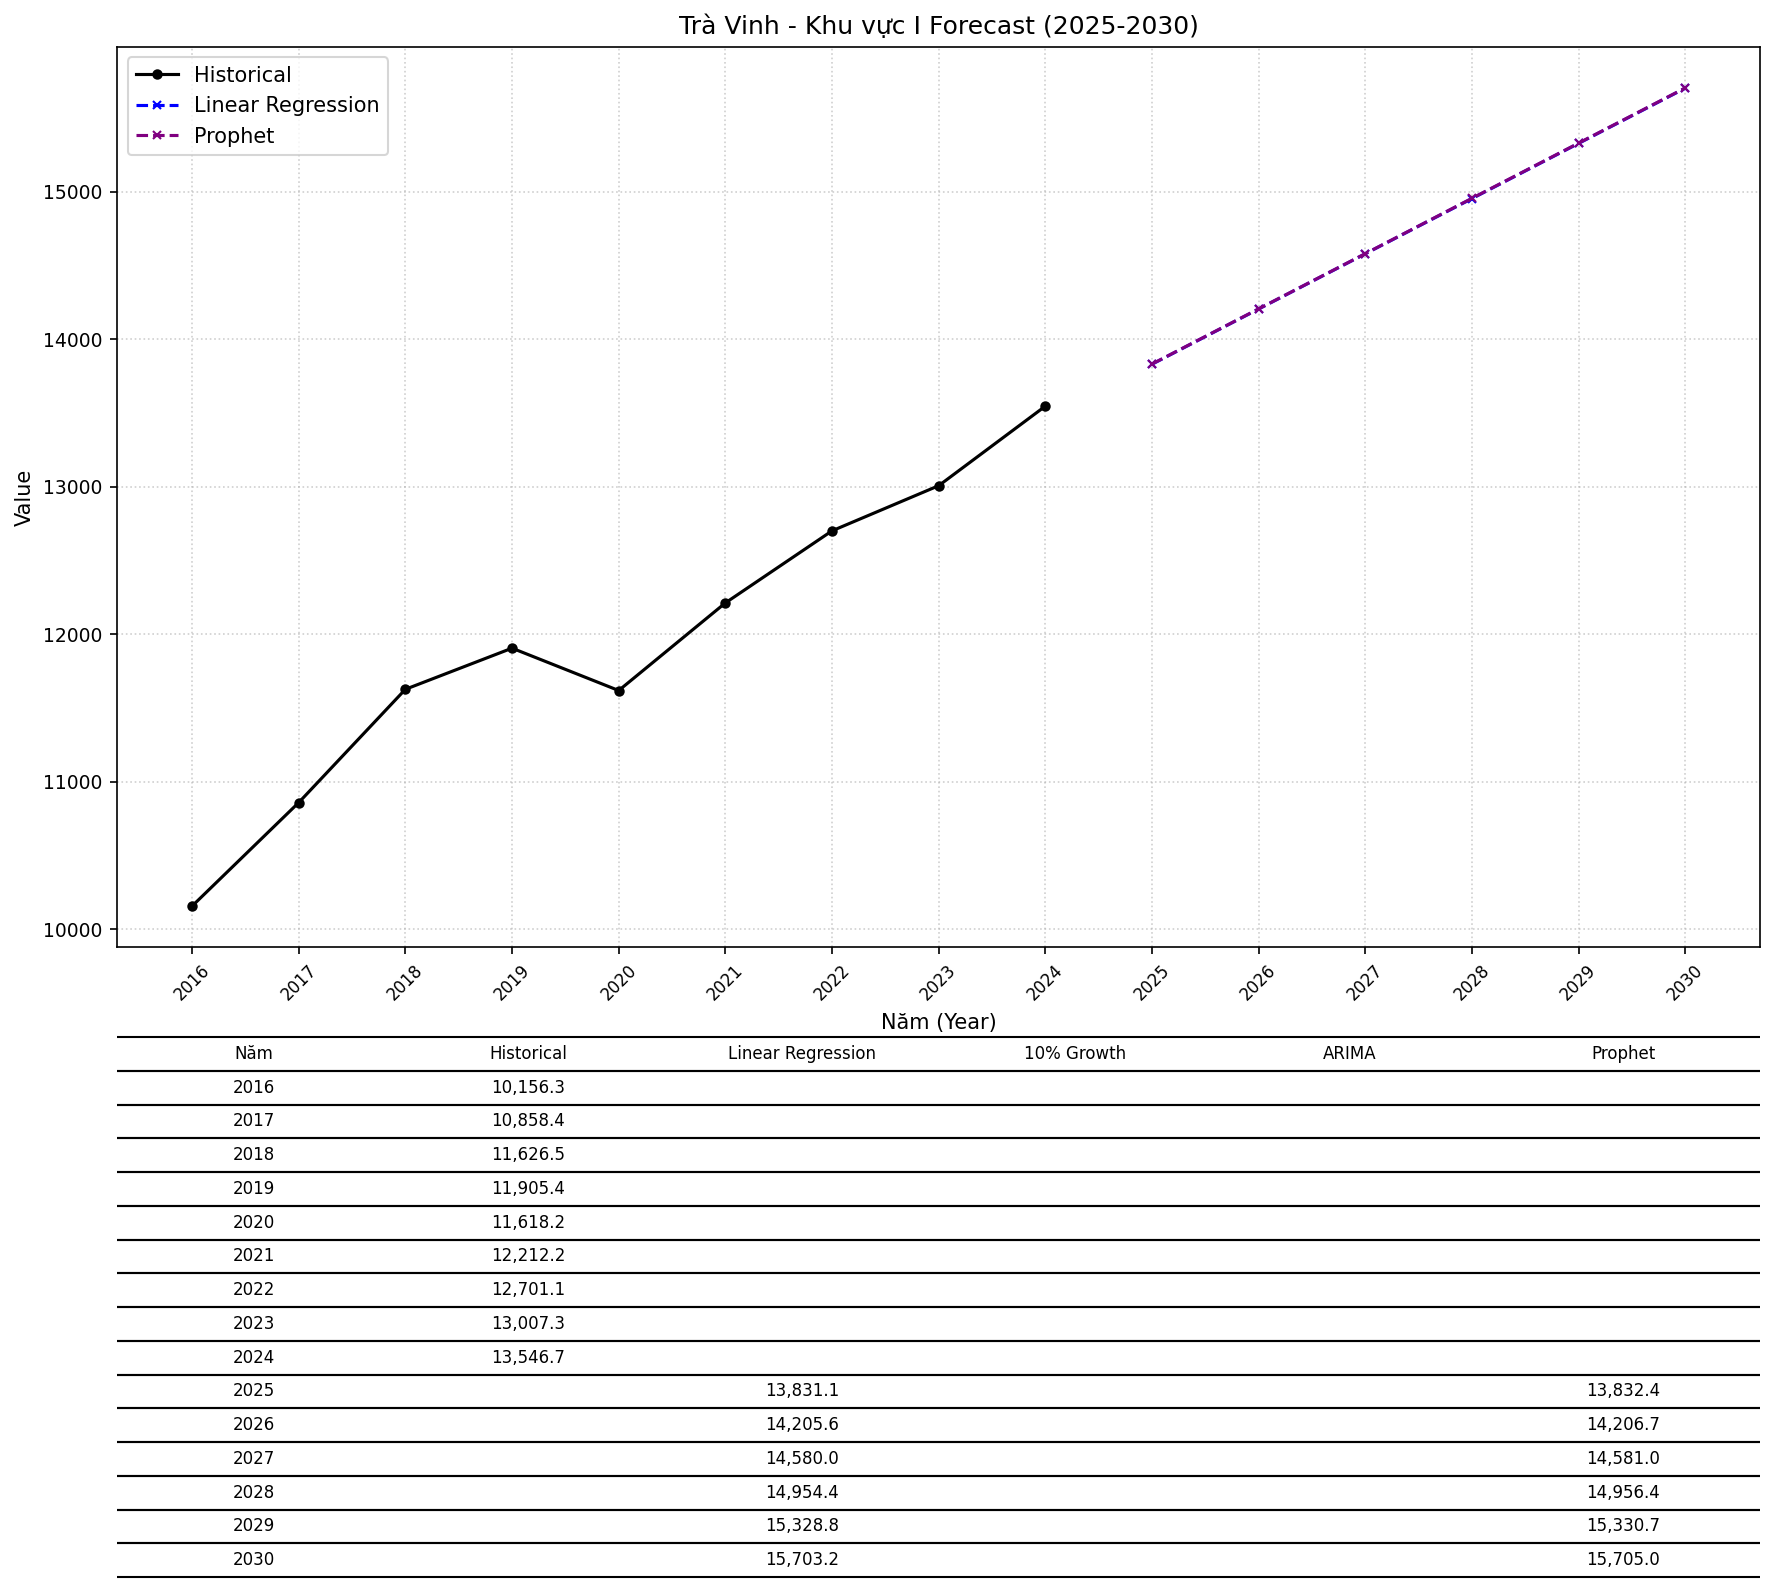 Trà Vinh - Khu vực I Forecast (2025-2030)
Historical
Linear Regression
Prophet
Value
15000
14000
13000
12000
11000
10000
2016 2017 2018 2019 2020 2021 2022 2023 2024 2025 2026 2027 2028 2029 2030
Năm (Year)
Năm Historical Linear Regression 10% Growth ARIMA Prophet
2016 10,156.3
2017 10,858.4
2018 11,626.5
2019 11,905.4
2020 11,618.2
2021 12,212.2
2022 12,701.1
2023 13,007.3
2024 13,546.7
2025 13,831.1 13,832.4
2026 14,205.6 14,206.7
2027 14,580.0 14,581.0
2028 14,954.4 14,956.4
2029 15,328.8 15,330.7
2030 15,703.2 15,705.0